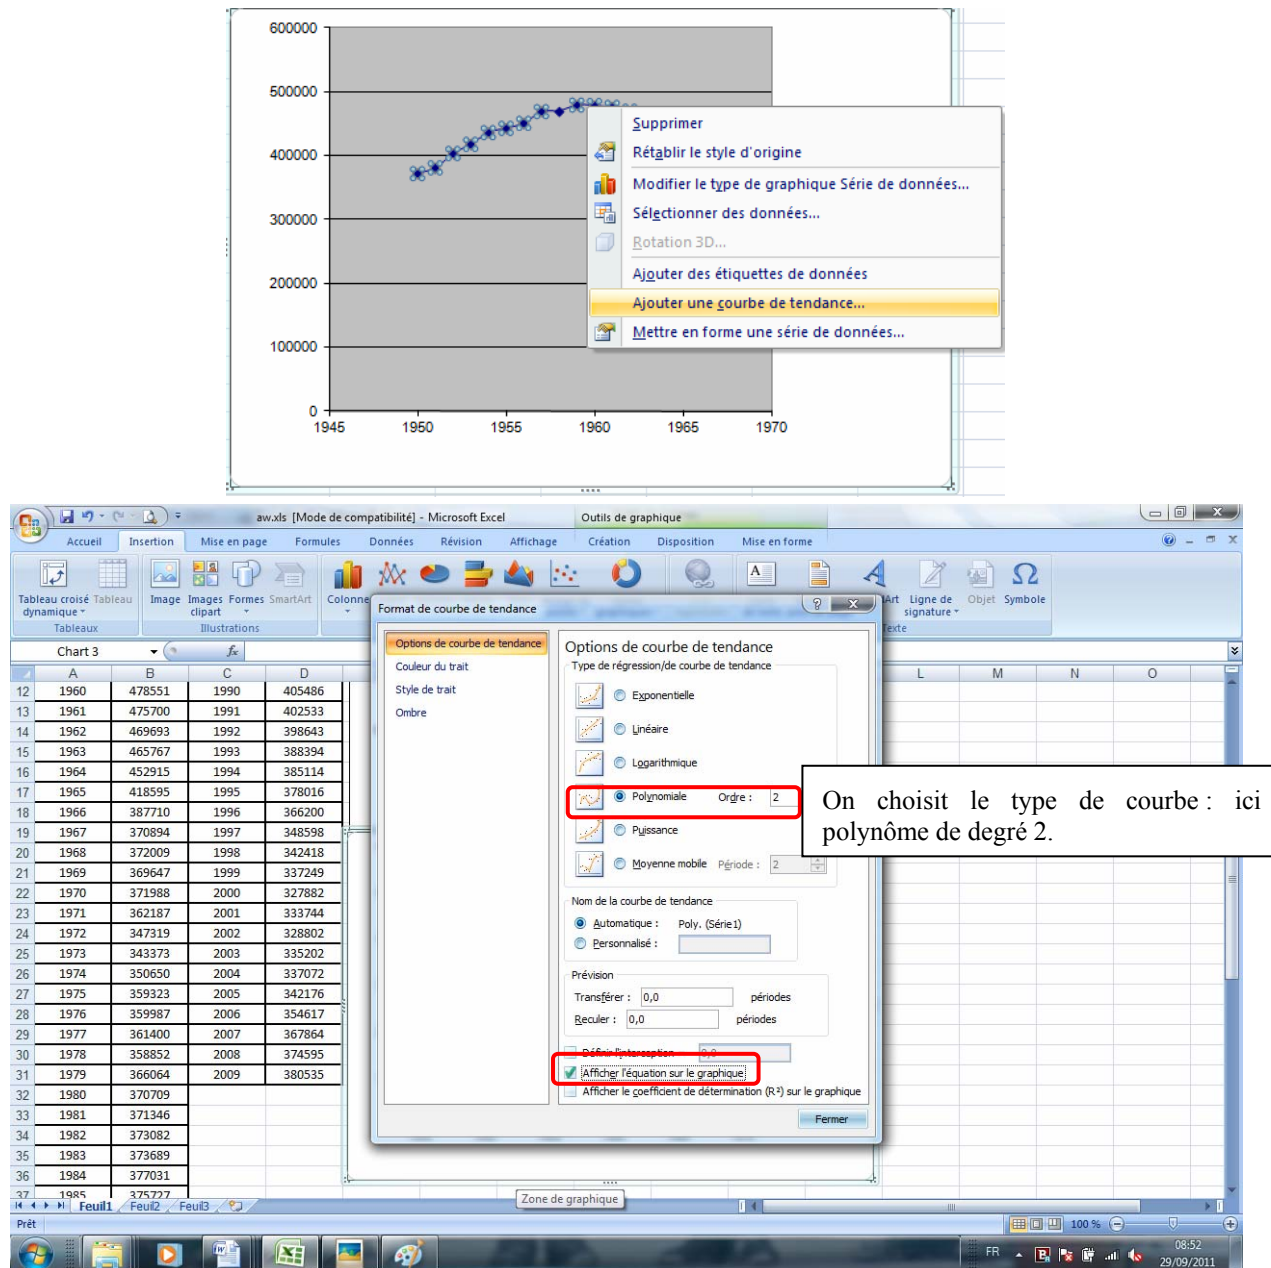 600000
500000
400000
300000
200000
100000
0
1945 1950 1955 1960 1965 1970
Supprimer
Rétablir le style d'origine
Modifier le type de graphique Série de données...
Sélectionner des données...
Rotation 3D...
Ajouter des étiquettes de données
Ajouter une courbe de tendance...
Mettre en forme une série de données...
aw.xls [Mode de compatibilité] - Microsoft Excel Outils de graphique
Accueil Insertion Mise en page Formules Données Révision Affichage Création Disposition Mise en forme
Tableau croisé dynamique Tableau Image Images clipart Formes SmartArt Colonne Ligne de signature Objet Symbole
Tableaux Illustrations Texte
Chart 3 fx
A B C D L M N O
12 1960 478551 1990 405486
13 1961 475700 1991 402533
14 1962 469693 1992 398643
15 1963 465767 1993 388394
16 1964 452915 1994 385114
17 1965 418595 1995 378016
18 1966 387710 1996 366200
19 1967 370894 1997 348598
20 1968 372009 1998 342418
21 1969 369647 1999 337249
22 1970 371988 2000 327882
23 1971 362187 2001 333744
24 1972 347319 2002 328802
25 1973 343373 2003 335202
26 1974 350650 2004 337072
27 1975 359323 2005 342176
28 1976 359987 2006 354617
29 1977 361400 2007 367864
30 1978 358852 2008 374595
31 1979 366064 2009 380535
32 1980 370709
33 1981 371346
34 1982 373082
35 1983 373689
36 1984 377031
37 1985 375727
Format de courbe de tendance
Options de courbe de tendance
Couleur du trait
Style de trait
Ombre
Options de courbe de tendance
Type de régression/de courbe de tendance
Exponentielle
Linéaire
Logarithmique
Polynomiale Ordre : 2
Puissance
Moyenne mobile Période : 2
Nom de la courbe de tendance
Automatique : Poly. (Série1)
Personnalisé :
Prévision
Transférer : 0,0 périodes
Reculer : 0,0 périodes
Définir l'interception 0,0
Afficher l'équation sur le graphique
Afficher le coefficient de détermination (R²) sur le graphique
Fermer
On choisit le type de courbe : ici
polynôme de degré 2.
Zone de graphique
Feuil1 Feuil2 Feuil3
Prêt 100 %
FR 08:52
29/09/2011